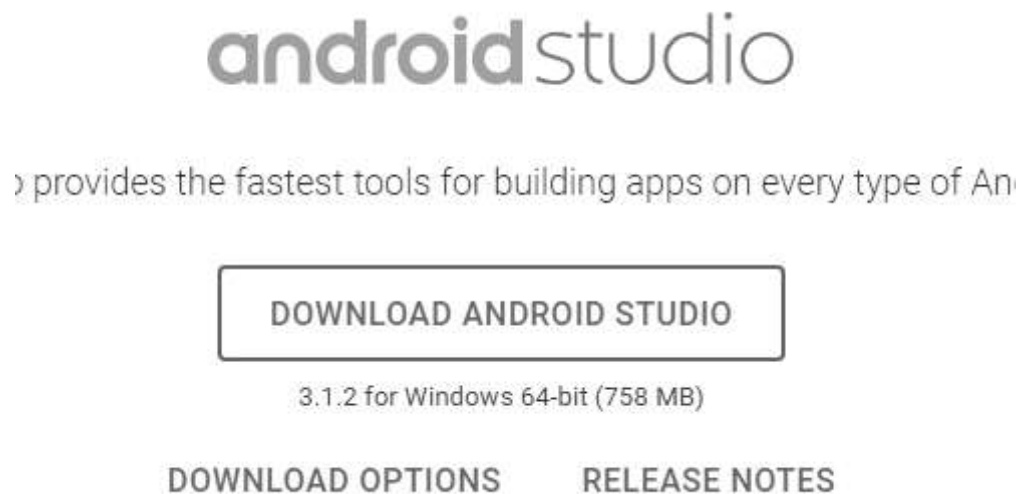 androidstudio
provides the fastest tools for building apps on every type of
DOWNLOAD ANDROID STUDIO
3.1.2 for Windows 64-bit (758 MB)
DOWNLOAD OPTIONS RELEASE NOTES